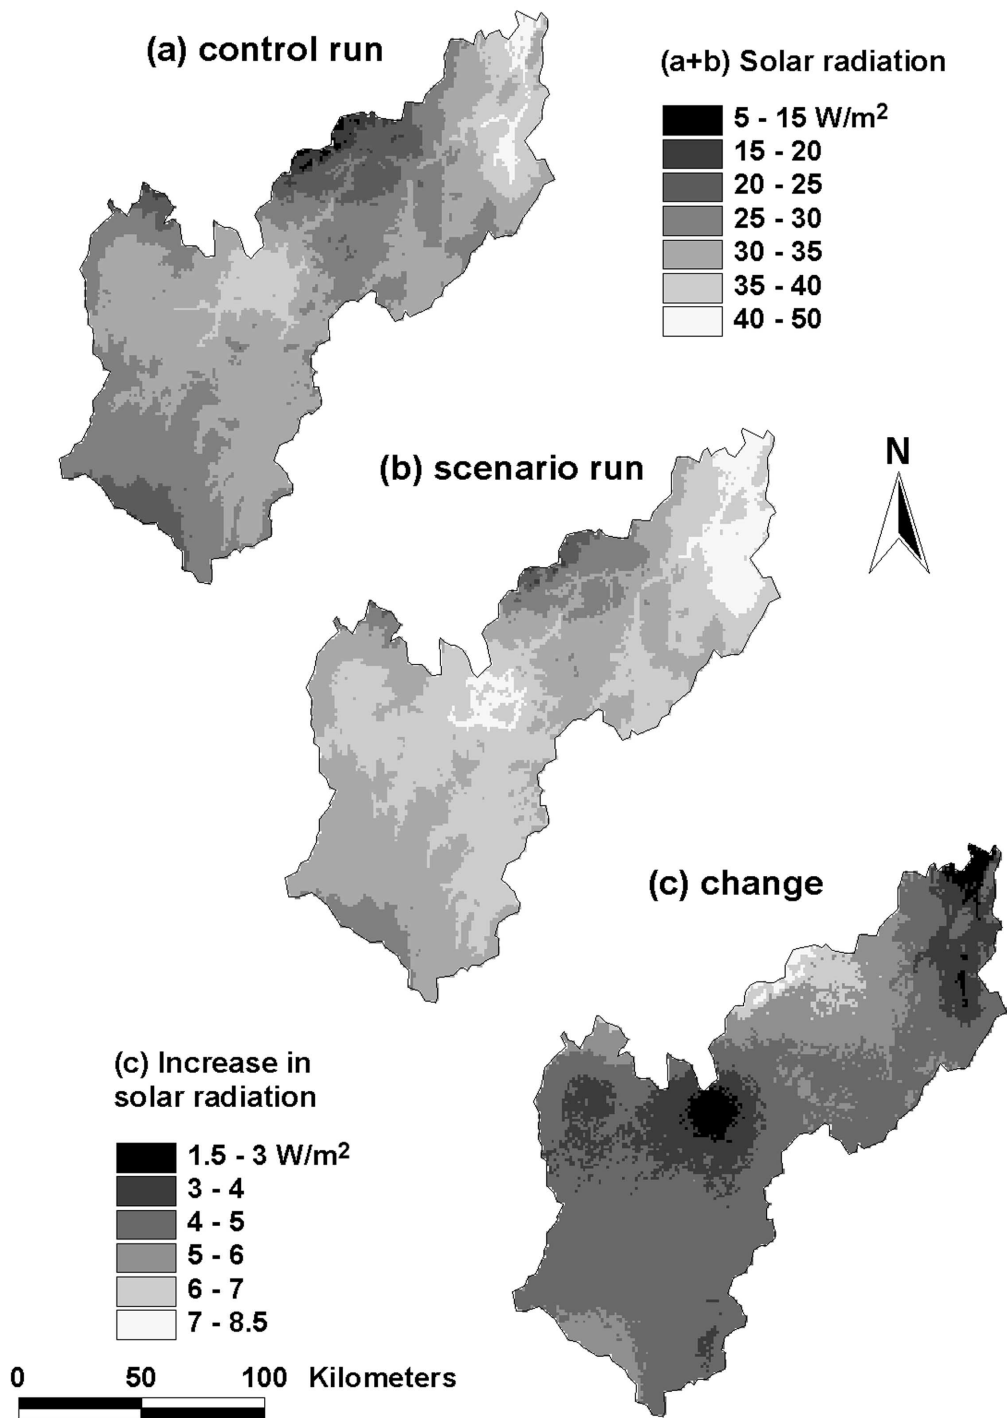 (a) control run
(a+b) Solar radiation
5 - 15 W/m²
15 - 20
20 - 25
25 - 30
30 - 35
35 - 40
40 - 50
(b) scenario run
N
(c) change
(c) Increase in
solar radiation
1.5 - 3 W/m²
3 - 4
4 - 5
5 - 6
6 - 7
7 - 8.5
0 50 100 Kilometers